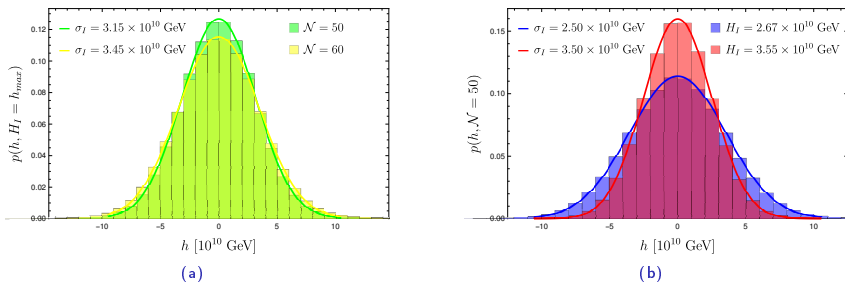 σ_I = 3.15 × 10^10 GeV
σ_I = 3.45 × 10^10 GeV
𝒩 = 50
𝒩 = 60
p(h, H_I = h_max)
0.12
0.10
0.08
0.06
0.04
0.02
0.00
-10 -5 0 5 10
h [10^10 GeV]
(a)
σ_I = 2.50 × 10^10 GeV
σ_I = 3.50 × 10^10 GeV
H_I = 2.67 × 10^10 GeV
H_I = 3.55 × 10^10 GeV
p(h, 𝒩 = 50)
0.15
0.10
0.05
0.00
-10 -5 0 5 10
h [10^10 GeV]
(b)